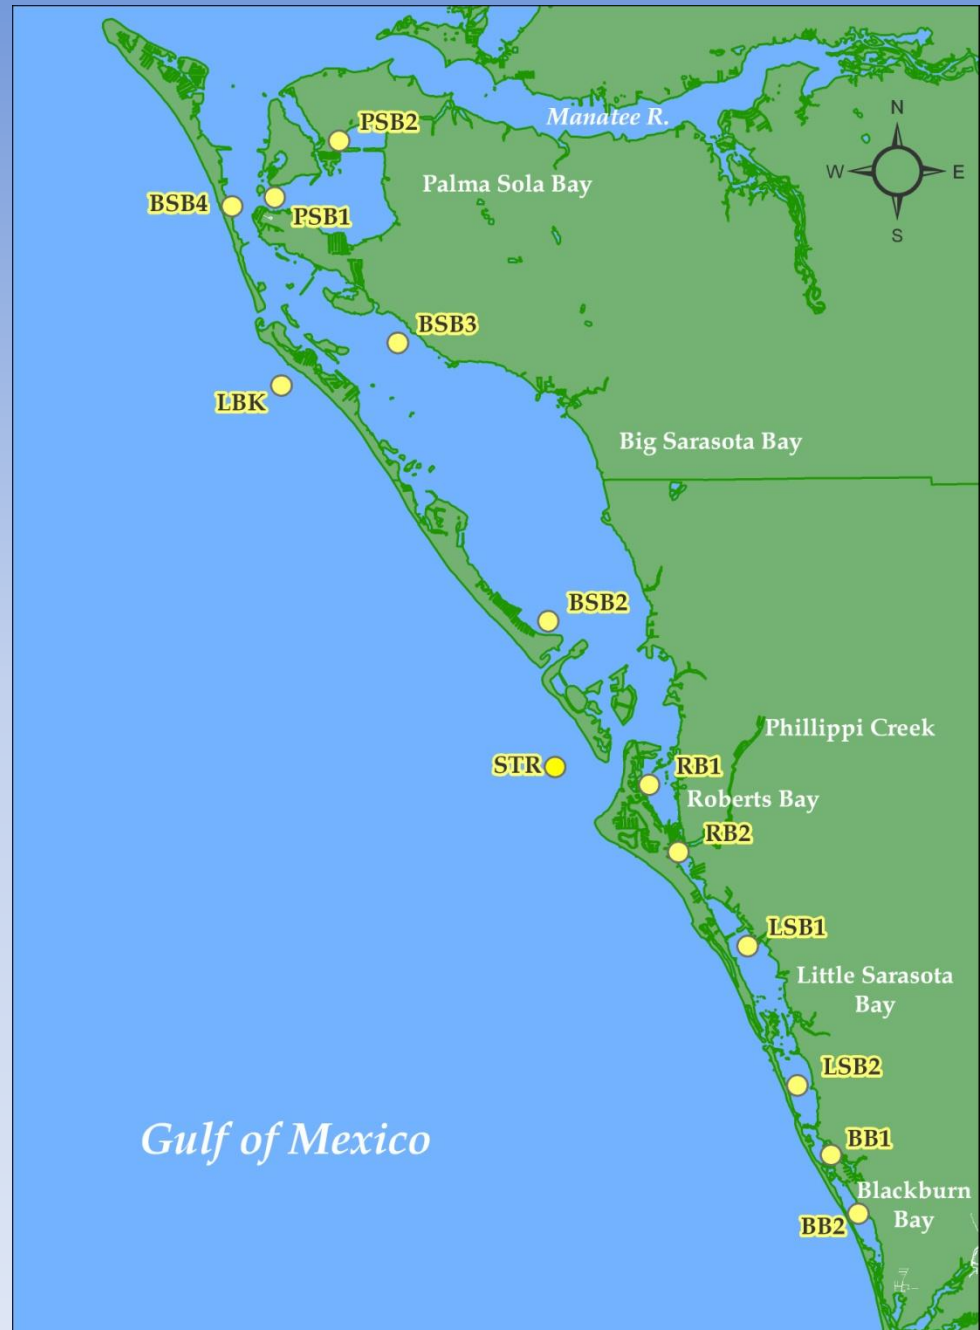 Manatee R.
PSB2
N
W
E
S
Palma Sola Bay
BSB4
PSB1
BSB3
LBK
Big Sarasota Bay
BSB2
Phillippi Creek
STR
RB1
Roberts Bay
RB2
LSB1
Little Sarasota
Bay
LSB2
Gulf of Mexico
BB1
Blackburn
Bay
BB2